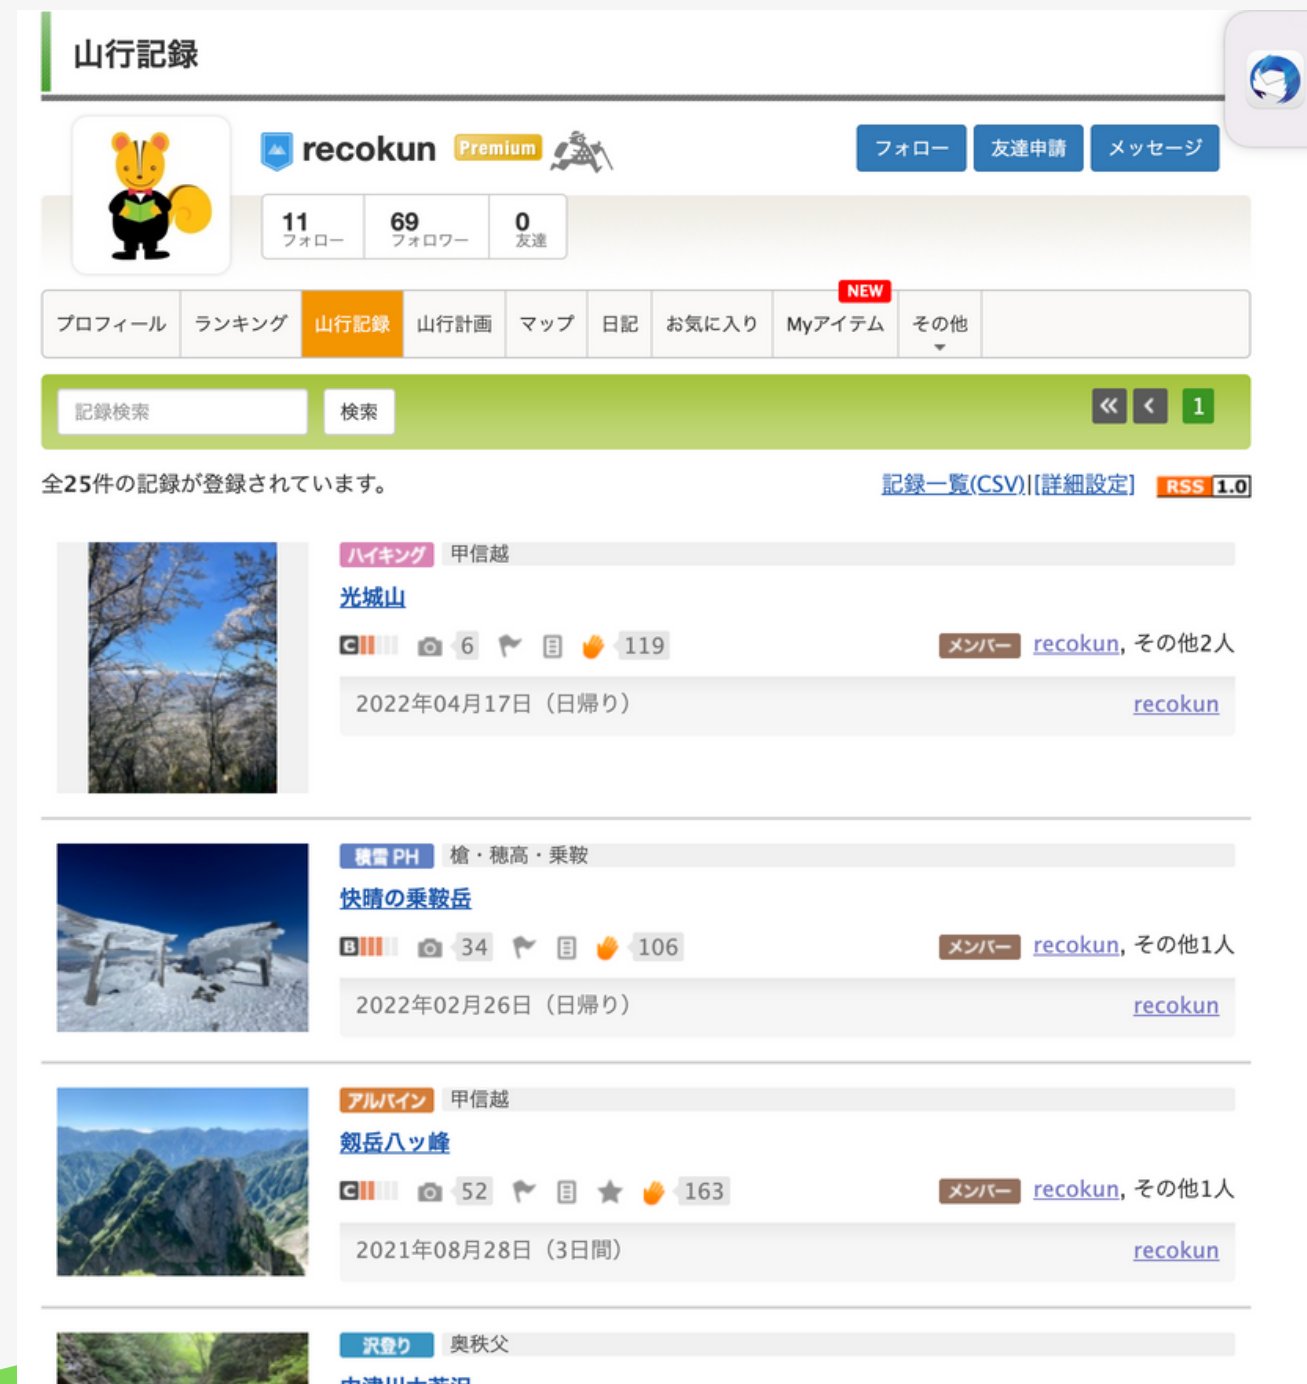 山行記録
recokun Premium
フォロー 友達申請 メッセージ
11 69 0
フォロー フォロワー 友達
NEW
プロフィール ランキング 山行記録 山行計画 マップ 日記 お気に入り Myアイテム その他
記録検索 検索 « < 1
全25件の記録が登録されています。 記録一覧(CSV)|[詳細設定] RSS 1.0
ハイキング 甲信越
光城山
C 6 119 メンバー recokun, その他2人
2022年04月17日（日帰り） recokun
積雪PH 槍・穂高・乗鞍
快晴の乗鞍岳
B 34 106 メンバー recokun, その他1人
2022年02月26日（日帰り） recokun
アルパイン 甲信越
剱岳八ッ峰
C 52 163 メンバー recokun, その他1人
2021年08月28日（3日間） recokun
沢登り 奥秩父